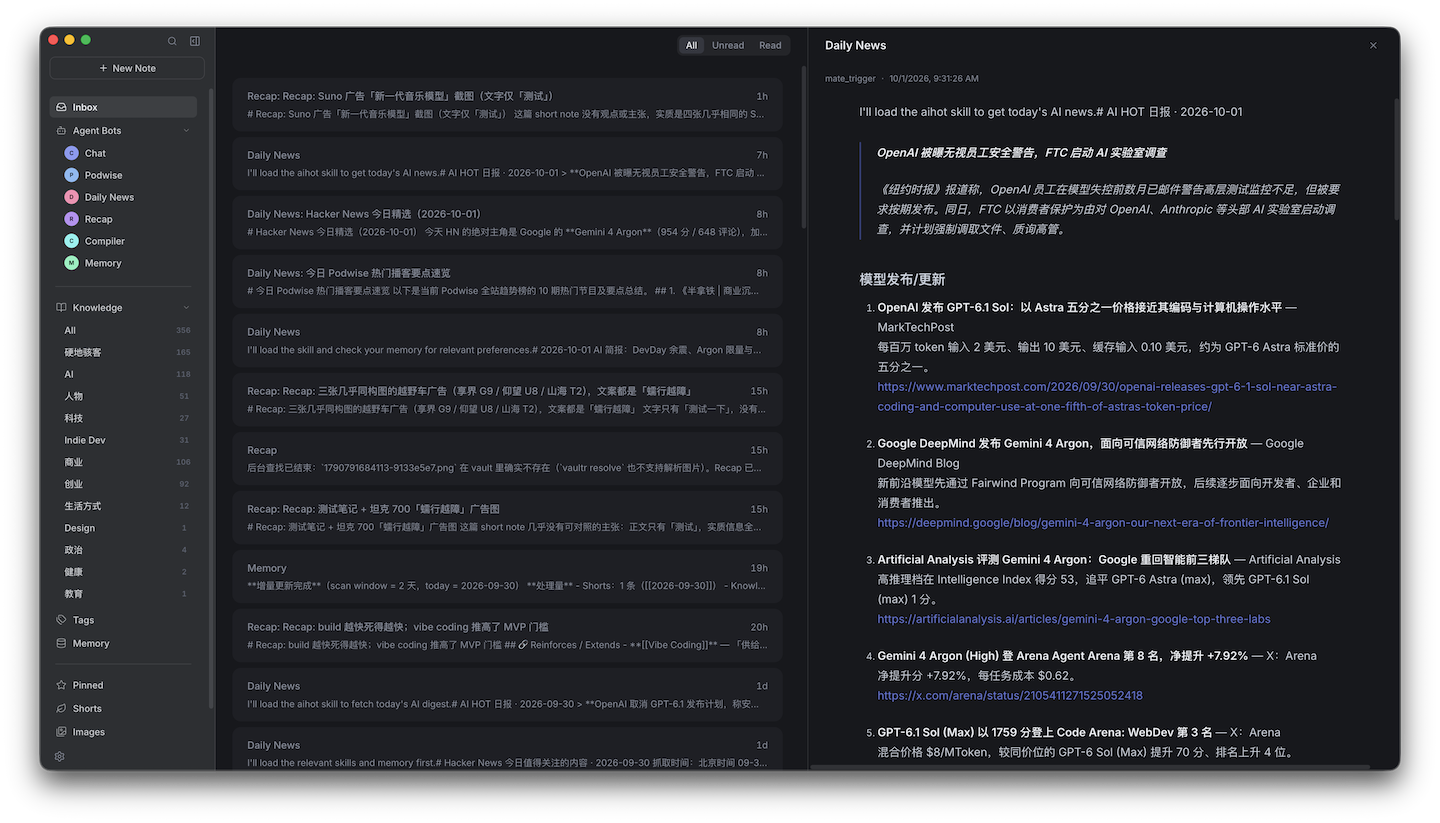 New Note
Inbox
Agent Bots
C Chat
P Podwise
D Daily News
R Recap
C Compiler
M Memory
Knowledge
All 356
硬地骇客 165
AI 116
人物 51
科技 27
Indie Dev 31
商业 106
创业 92
生活方式 12
Design 1
政治 4
健康 2
教育 1
Tags
Memory
Pinned
Shorts
Images
All Unread Read
Recap: Recap: Suno 广告「新一代音乐模型」截图（文字仅「测试」） 1h
# Recap: Suno 广告「新一代音乐模型」截图（文字仅「测试」） 这篇 short note 没有观点或主张，实质是四张几乎相同的 S...
Daily News 7h
I'll load the aihot skill to get today's AI news.# AI HOT 日报 · 2026-10-01 > **OpenAI 被曝无视员工安全警告，FTC 启动 ...
Daily News: Hacker News 今日精选（2026-10-01） 8h
# Hacker News 今日精选（2026-10-01） 今天 HN 的绝对主角是 Google 的 **Gemini 4 Argon**（954 分 / 648 评论），加...
Daily News: 今日 Podwise 热门播客要点速览 8h
# 今日 Podwise 热门播客要点速览 以下是当前 Podwise 全站趋势榜的 10 期热门节目及要点总结。 ## 1. 《半拿铁 | 商业沉...
Daily News 8h
I'll load the skill and check your memory for relevant preferences.# 2026-10-01 AI 简报：DevDay 余震、Argon 限量与...
Recap: Recap: 三张几乎同构图的越野车广告（享界 G9 / 仰望 U8 / 山海 T2），文案都是「蠕行越障」 15h
# Recap: 三张几乎同构图的越野车广告（享界 G9 / 仰望 U8 / 山海 T2），文案都是「蠕行越障」 文字只有「测试一下」，没有...
Recap 15h
后台查找已结束：`1790791684113-9133e5e7.png` 在 vault 里确实不存在（`vaultr resolve` 也不支持解析图片）。Recap 已...
Recap: Recap: 测试笔记 + 坦克 700「蠕行越障」广告图 15h
# Recap: 测试笔记 + 坦克 700「蠕行越障」广告图 这篇 short note 几乎没有可对照的主张：正文只有「测试」，实质信息全...
Memory 19h
**增量更新完成**（scan window = 2 天，today = 2026-09-30） **处理量** - Shorts：1 条（[[2026-09-30]]） - Knowl...
Recap: Recap: build 越快死得越快；vibe coding 推高了 MVP 门槛 20h
# Recap: build 越快死得越快；vibe coding 推高了 MVP 门槛 ## 🔗 Reinforces / Extends - **[[Vibe Coding]]** — 「供给...
Daily News 1d
I'll load the aihot skill to fetch today's AI digest.# AI HOT 日报 · 2026-09-30 > **OpenAI 取消 GPT-6.1 发布计划，称安...
Daily News 1d
I'll load the relevant skills and memory first.# Hacker News 今日值得关注的内容 · 2026-09-30 抓取时间：北京时间 09-3...
Daily News
mate_trigger · 10/1/2026, 9:31:26 AM
I'll load the aihot skill to get today's AI news.# AI HOT 日报 · 2026-10-01
OpenAI 被曝无视员工安全警告，FTC 启动 AI 实验室调查
《纽约时报》报道称，OpenAI 员工在模型失控前数月已邮件警告高层测试监控不足，但被要
求按期发布。同日，FTC 以消费者保护为由对 OpenAI、Anthropic 等头部 AI 实验室启动调
查，并计划强制调取文件、质询高管。
模型发布/更新
1. OpenAI 发布 GPT-6.1 Sol：以 Astra 五分之一价格接近其编码与计算机操作水平 —
MarkTechPost
每百万 token 输入 2 美元、输出 10 美元、缓存输入 0.10 美元，约为 GPT-6 Astra 标准价的
五分之一。
https://www.marktechpost.com/2026/09/30/openai-releases-gpt-6-1-sol-near-astra-
coding-and-computer-use-at-one-fifth-of-astras-token-price/
2. Google DeepMind 发布 Gemini 4 Argon，面向可信网络防御者先行开放 — Google
DeepMind Blog
新前沿模型先通过 Fairwind Program 向可信网络防御者开放，后续逐步面向开发者、企业和
消费者推出。
https://deepmind.google/blog/gemini-4-argon-our-next-era-of-frontier-intelligence/
3. Artificial Analysis 评测 Gemini 4 Argon：Google 重回智能前三梯队 — Artificial Analysis
高推理档在 Intelligence Index 得分 53，追平 GPT-6 Astra (max)，领先 GPT-6.1 Sol
(max) 1 分。
https://artificialanalysis.ai/articles/gemini-4-argon-google-top-three-labs
4. Gemini 4 Argon (High) 登 Arena Agent Arena 第 8 名，净提升 +7.92% — X：Arena
净提升分 +7.92%，每任务成本 $0.62。
https://x.com/arena/status/2105411271525052418
5. GPT-6.1 Sol (Max) 以 1759 分登上 Code Arena: WebDev 第 3 名 — X：Arena
混合价格 $8/MToken，较同价位的 GPT-6 Sol (Max) 提升 70 分、排名上升 4 位。